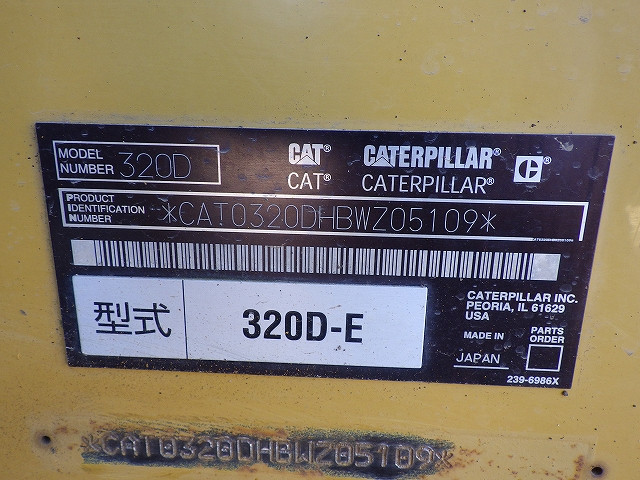 MODEL NUMBER 320D
CAT® CATERPILLAR® C
CAT® CATERPILLAR®
PRODUCT IDENTIFICATION NUMBER *CAT0320DHBWZ05109*
型式 320D-E
CATERPILLAR INC.
PEORIA, IL 61629
USA
MADE IN
JAPAN
PARTS ORDER
239-6986X
*CAT0320DHBWZ05109*